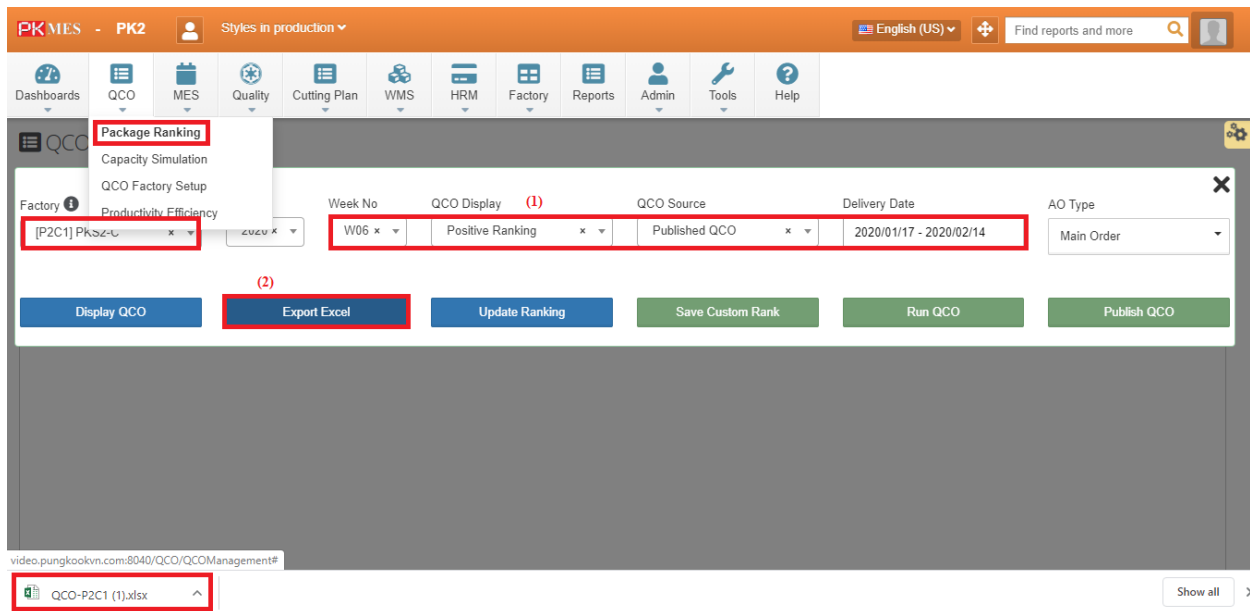 PK MES - PK2
Styles in production
English (US)
Find reports and more
Dashboards
QCO
MES
Quality
Cutting Plan
WMS
HRM
Factory
Reports
Admin
Tools
Help
QCO
Package Ranking
Capacity Simulation
QCO Factory Setup
Productivity Efficiency
Factory
Week No
QCO Display
(1)
QCO Source
Delivery Date
AO Type
[P2C1] PKS2-C ×
2020 ×
W06 ×
Positive Ranking ×
Published QCO ×
2020/01/17 - 2020/02/14
Main Order
(2)
Display QCO
Export Excel
Update Ranking
Save Custom Rank
Run QCO
Publish QCO
video.pungkookvn.com:8040/QCO/QCOManagement#
QCO-P2C1 (1).xlsx
Show all